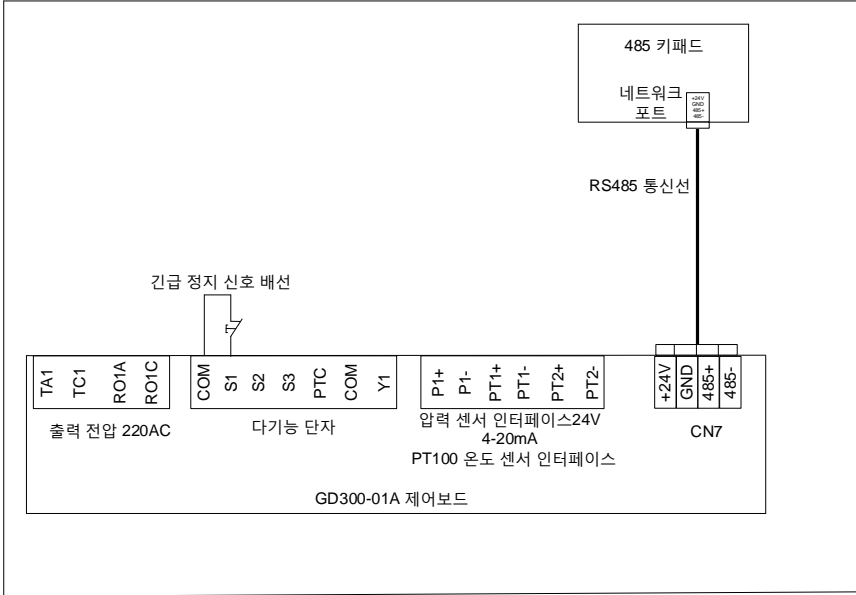 485 키패드
네트워크
포트
+24V
GND
485+
485-
RS485 통신선
긴급 정지 신호 배선
TA1
TC1
RO1A
RO1C
COM
S1
S2
S3
PTC
COM
Y1
P1+
P1-
PT1+
PT1-
PT2+
PT2-
+24V
GND
485+
485-
출력 전압 220AC
다기능 단자
압력 센서 인터페이스24V
4-20mA
PT100 온도 센서 인터페이스
CN7
GD300-01A 제어보드